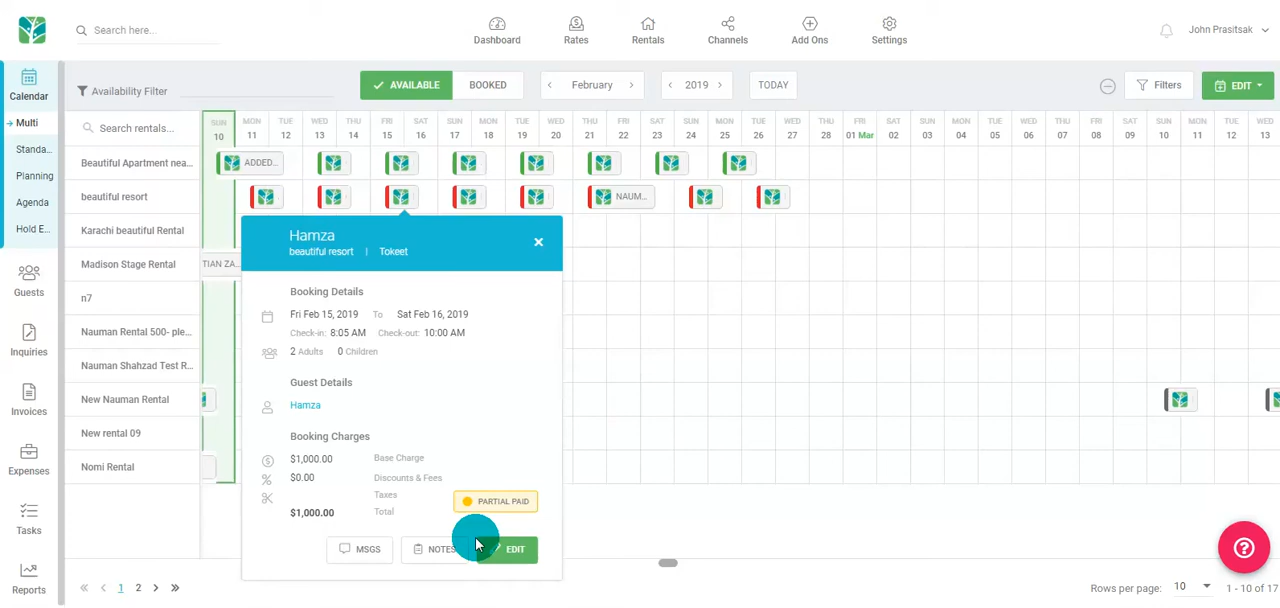 Search here...
Dashboard Rates Rentals Channels Add Ons Settings
John Prasitsak
Calendar
Multi
Standa...
Planning
Agenda
Hold E...
Guests
Inquiries
Invoices
Expenses
Tasks
Reports
Availability Filter
AVAILABLE BOOKED
February 2019 TODAY
Filters EDIT
Search rentals...
SUN MON TUE WED THU FRI SAT SUN MON TUE WED THU FRI SAT SUN MON TUE WED THU FRI SAT SUN MON TUE WED THU FRI SAT SUN MON TUE WED
10 11 12 13 14 15 16 17 18 19 20 21 22 23 24 25 26 27 28 01 Mar 02 03 04 05 06 07 08 09 10 11 12 13
Beautiful Apartment nea... ADDED...
beautiful resort NAUM...
Karachi beautiful Rental
Madison Stage Rental TIAN ZA...
n7
Nauman Rental 500- ple...
Nauman Shahzad Test R...
New Nauman Rental
New rental 09
Nomi Rental
Hamza
beautiful resort | Tokeet
Booking Details
Fri Feb 15, 2019 To Sat Feb 16, 2019
Check-in: 8:05 AM Check-out: 10:00 AM
2 Adults 0 Children
Guest Details
Hamza
Booking Charges
$1,000.00 Base Charge
$0.00 Discounts & Fees
Taxes
$1,000.00 Total
PARTIAL PAID
MSGS NOTES EDIT
1 2
Rows per page: 10 1 - 10 of 17